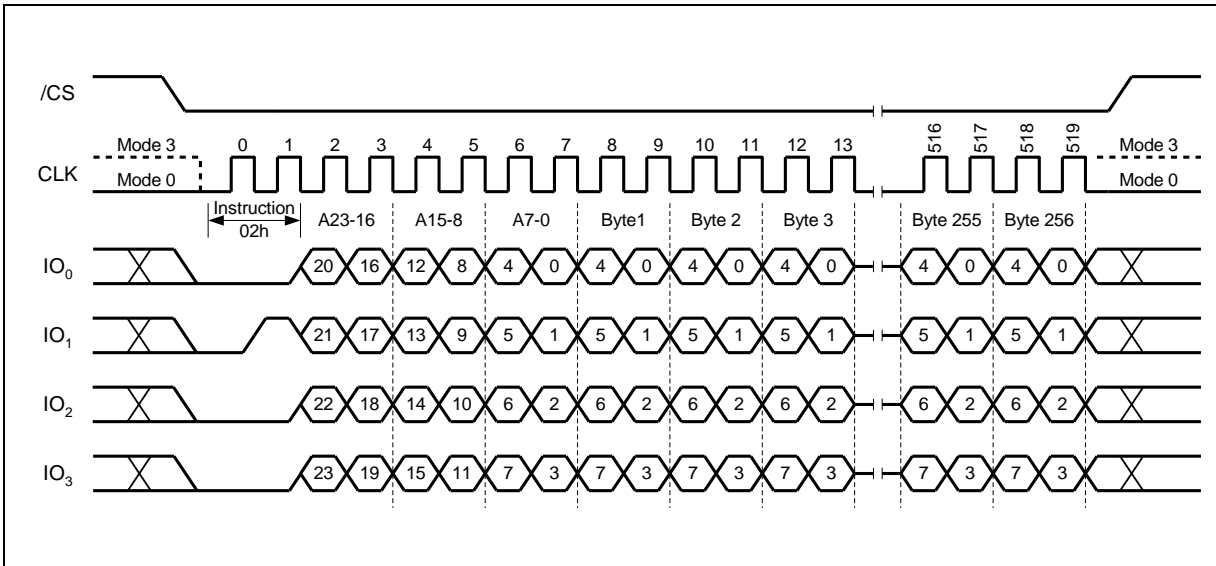 /CS
Mode 3 0 1 2 3 4 5 6 7 8 9 10 11 12 13 516 517 518 519 Mode 3
CLK
Mode 0 Mode 0
Instruction
02h
A23-16 A15-8 A7-0 Byte1 Byte 2 Byte 3 Byte 255 Byte 256
IO0 20 16 12 8 4 0 4 0 4 0 4 0 4 0 4 0
IO1 21 17 13 9 5 1 5 1 5 1 5 1 5 1 5 1
IO2 22 18 14 10 6 2 6 2 6 2 6 2 6 2 6 2
IO3 23 19 15 11 7 3 7 3 7 3 7 3 7 3 7 3